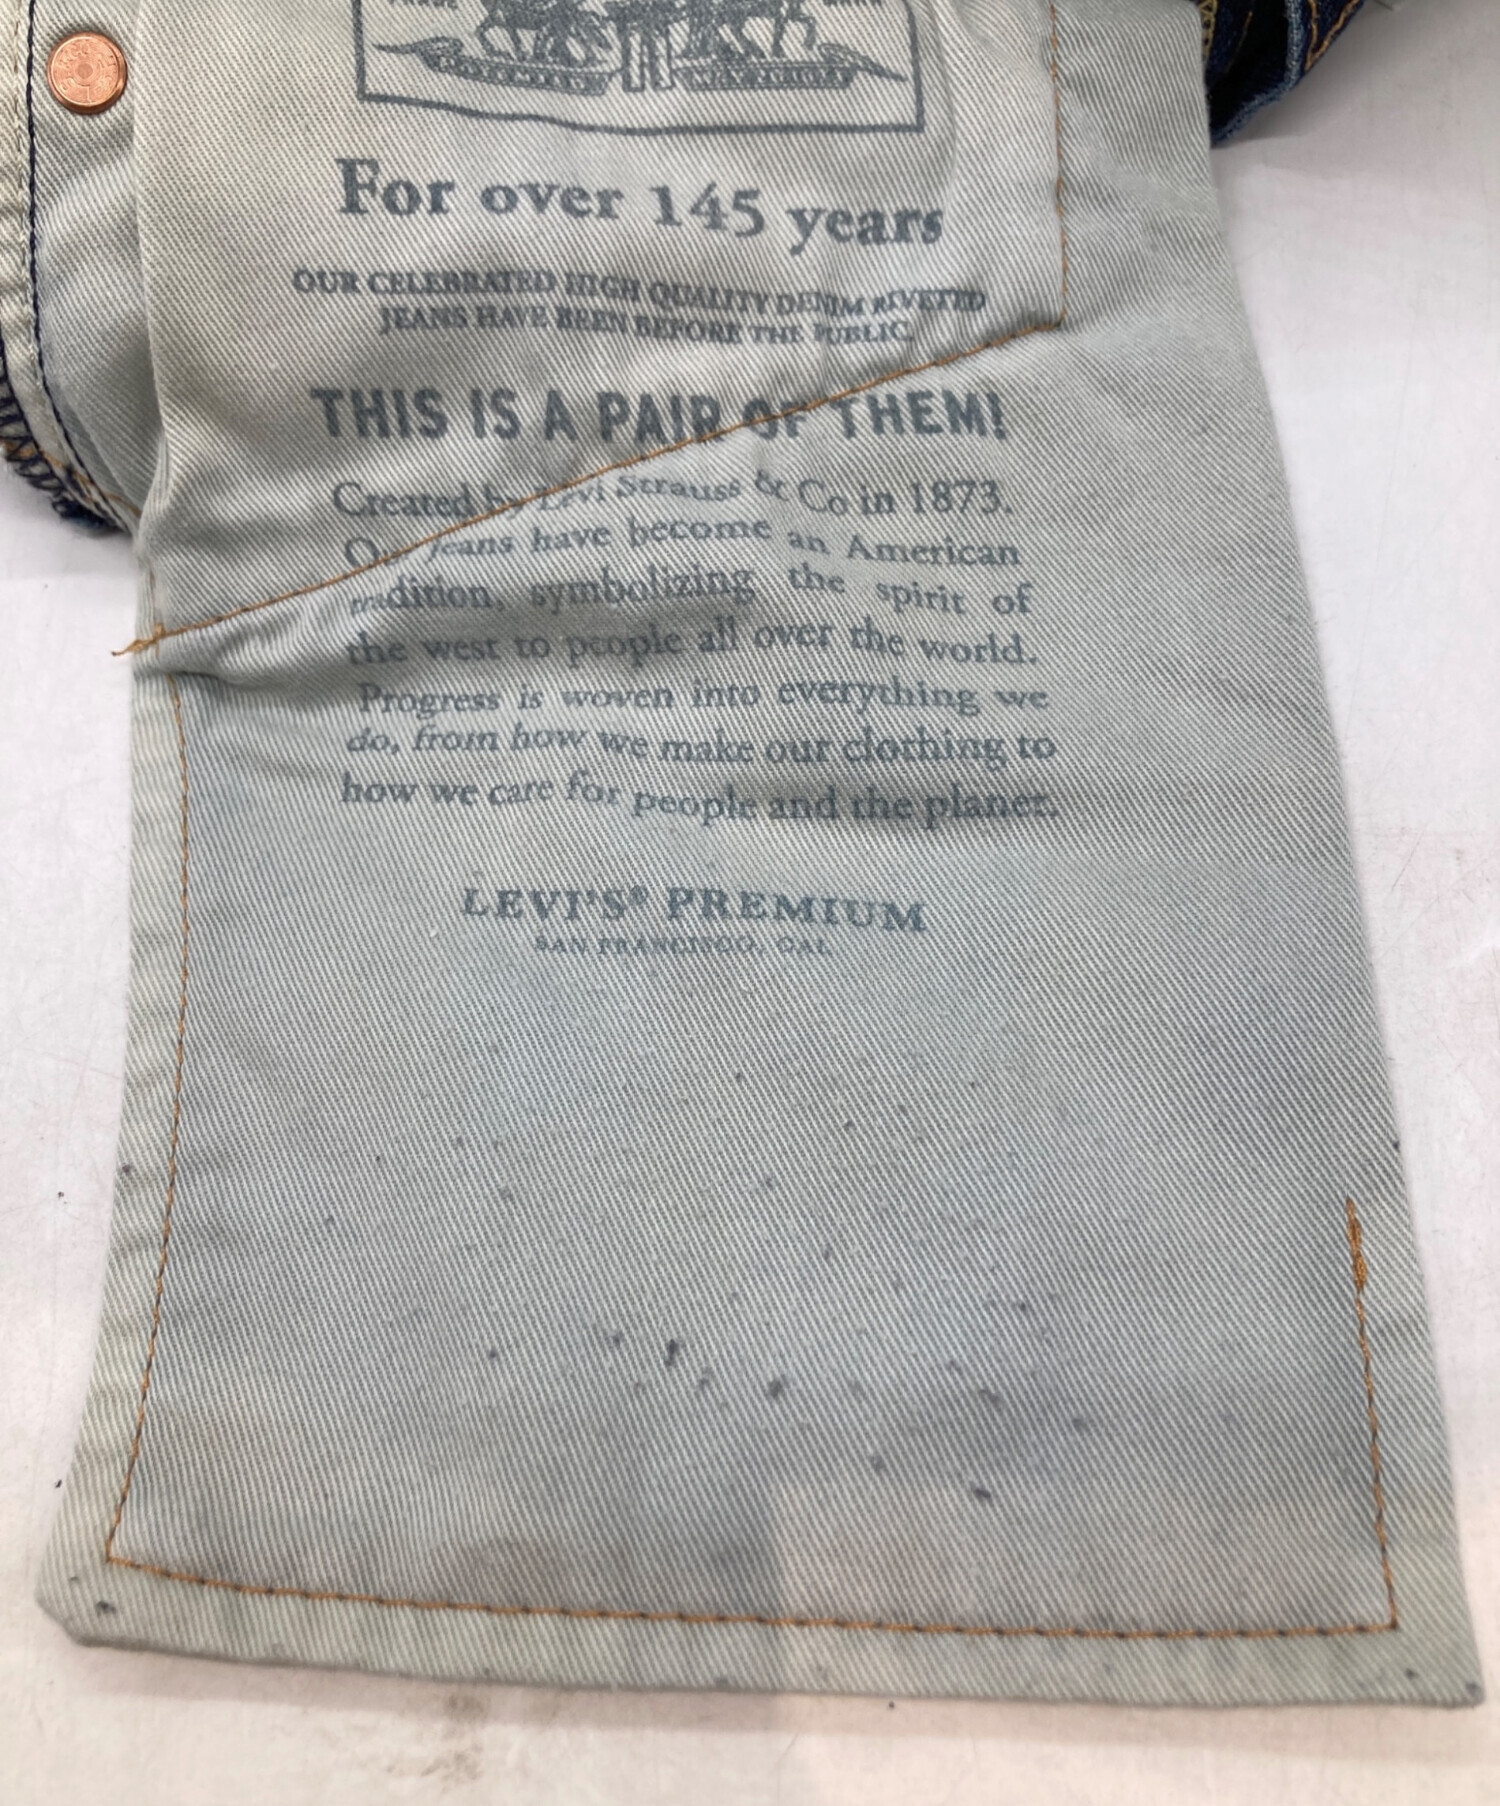 For over 145 years
OUR CELEBRATED HIGH QUALITY DENIM RIVETED
JEANS HAVE BEEN BEFORE THE PUBLIC.
THIS IS A PAIR OF THEM!
Created by Levi Strauss & Co in 1873.
Our jeans have become an American
tradition, symbolizing the spirit of
the west to people all over the world.
Progress is woven into everything we
do, from how we make our clothing to
how we care for people and the planet.
LEVI'S® PREMIUM
SAN FRANCISCO, CAL